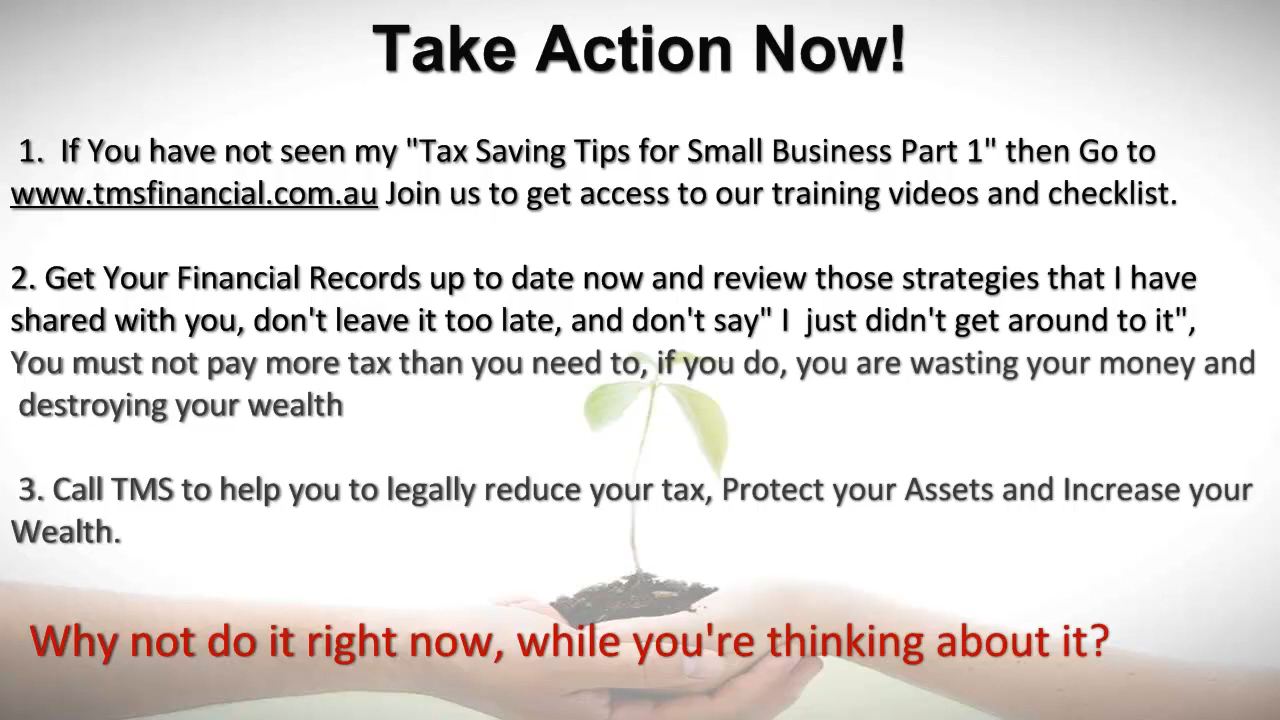 Take Action Now!
1. If You have not seen my "Tax Saving Tips for Small Business Part 1" then Go to
www.tmsfinancial.com.au Join us to get access to our training videos and checklist.
2. Get Your Financial Records up to date now and review those strategies that I have
shared with you, don't leave it too late, and don't say" I  just didn't get around to it",
You must not pay more tax than you need to, if you do, you are wasting your money and
destroying your wealth
3. Call TMS to help you to legally reduce your tax, Protect your Assets and Increase your
Wealth.
Why not do it right now, while you're thinking about it?